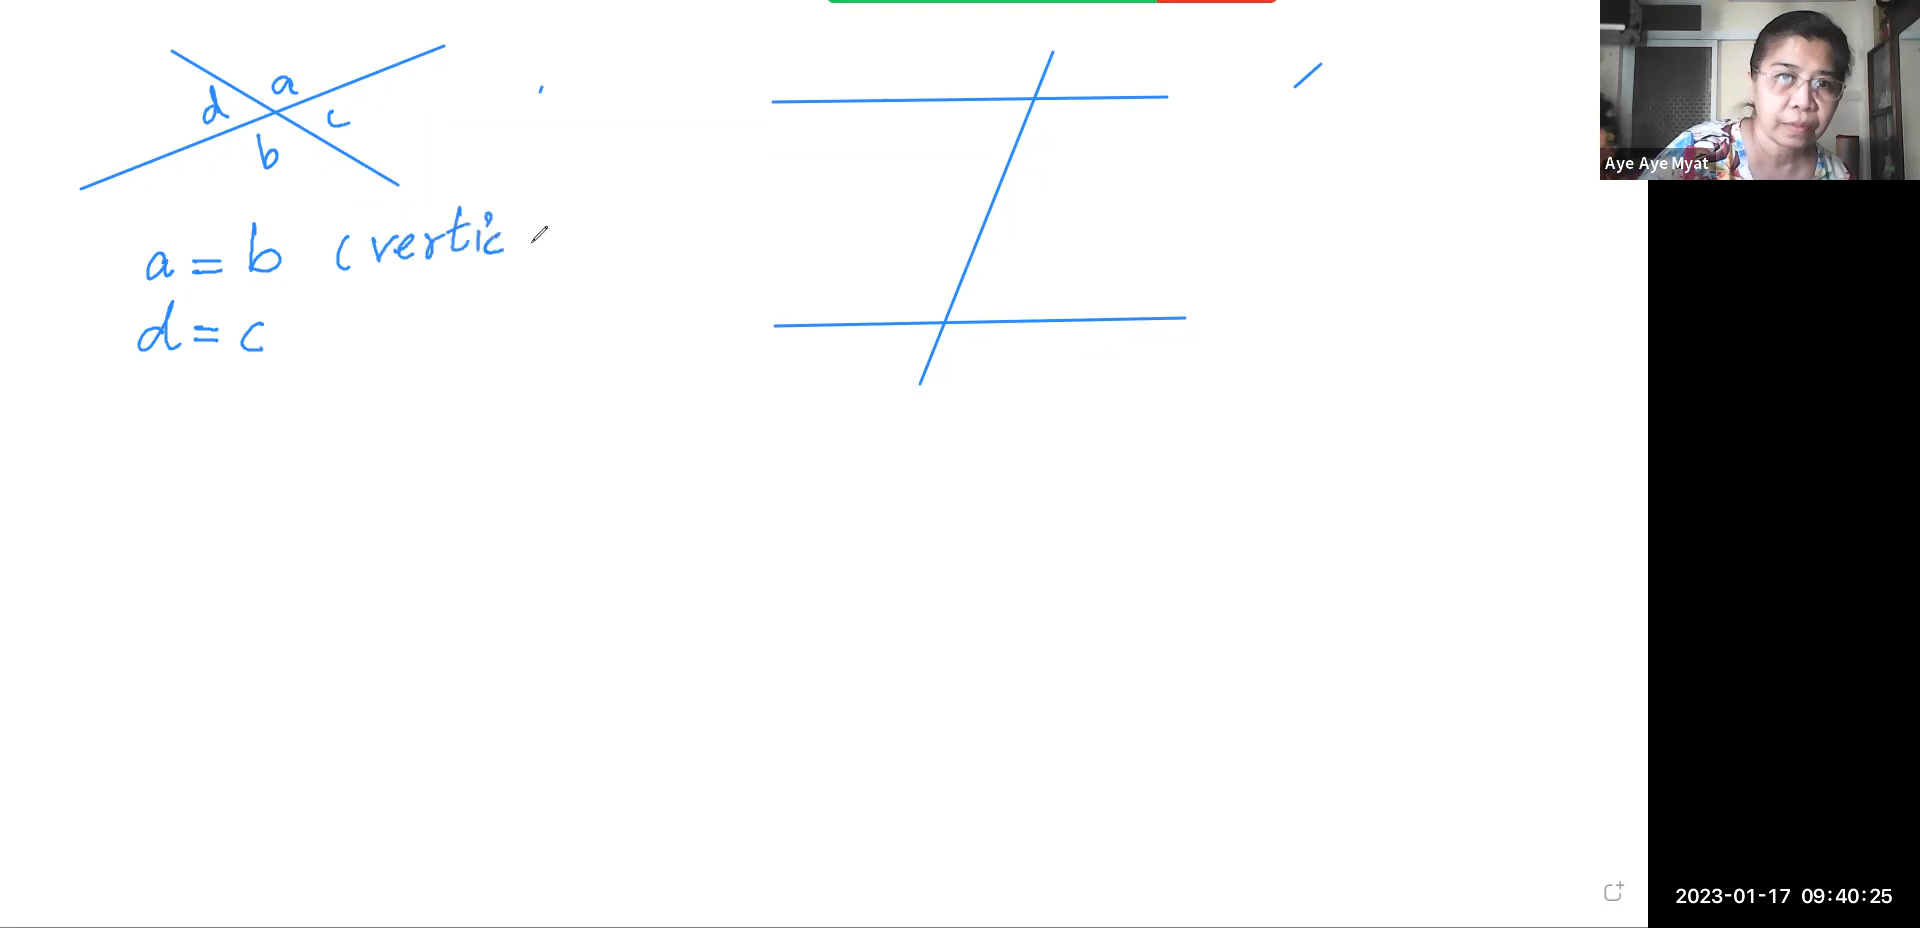 a
d
c
b
a = b (vertic
d = c
Aye Aye Myat
2023-01-17 09:40:25